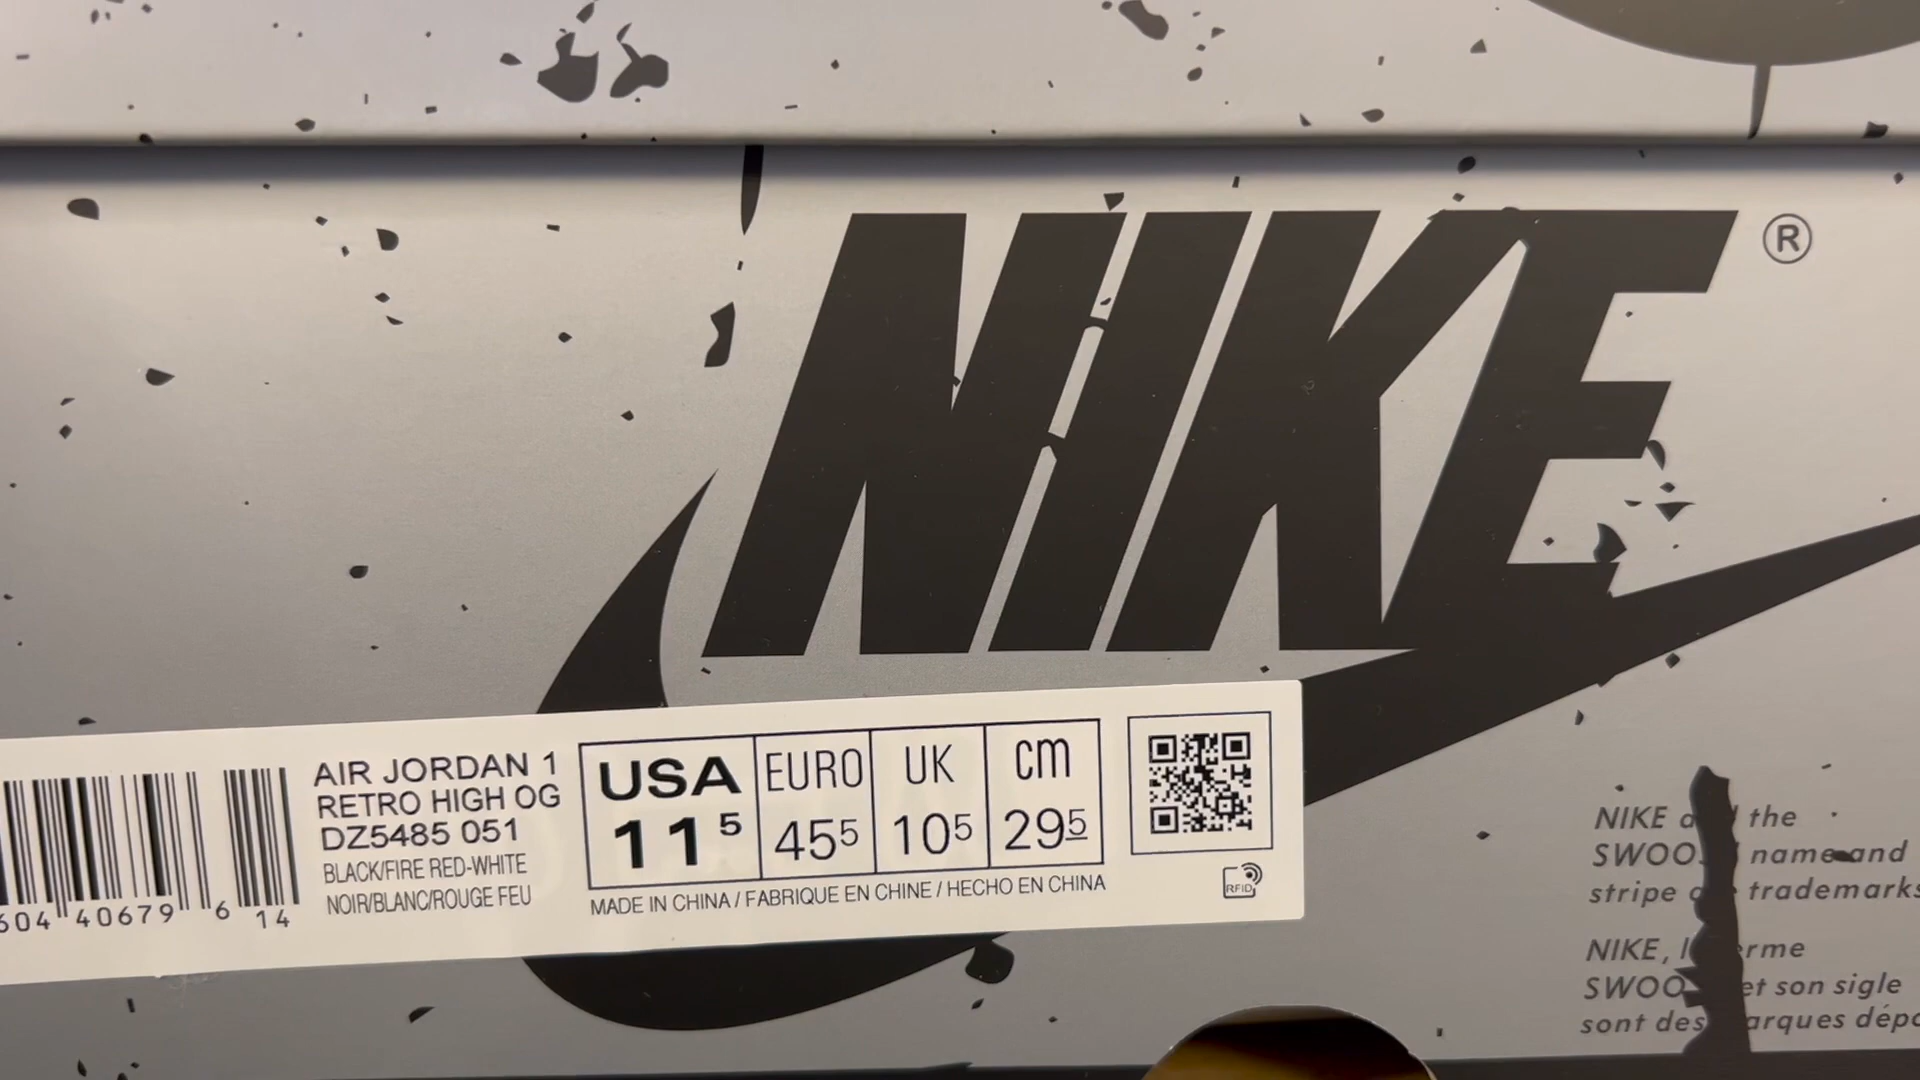 NIKE ®
AIR JORDAN 1
RETRO HIGH OG
DZ5485 051
BLACK/FIRE RED-WHITE
NOIR/BLANC/ROUGE FEU
604 40679 6 14
USA EURO UK cm
11 5 45 5 10 5 29 5
MADE IN CHINA / FABRIQUE EN CHINE / HECHO EN CHINA
RFID
NIKE the
name and
stripe trademarks
NIKE,
et son sigle
sont des